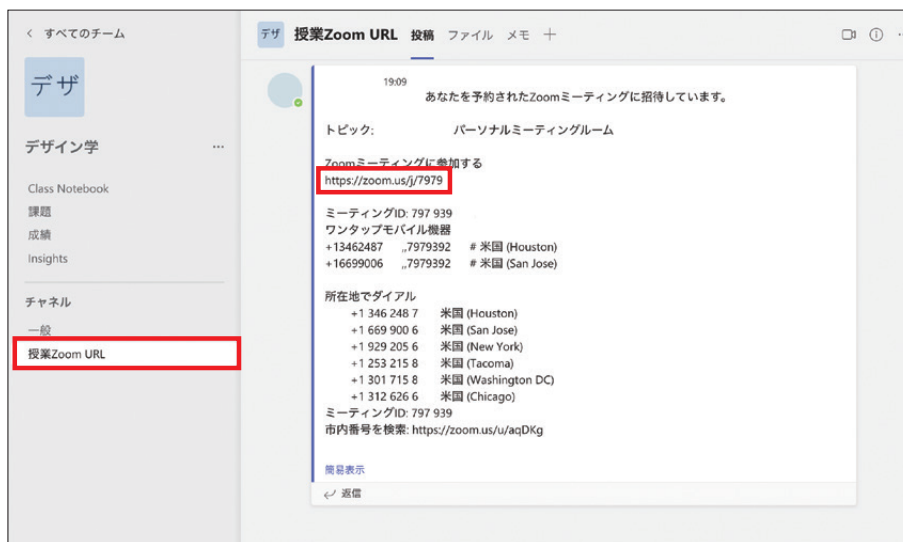 < すべてのチーム
デザ
デザイン学 ...
Class Notebook
課題
成績
Insights
チャネル
一般
授業Zoom URL
デザ 授業Zoom URL 投稿 ファイル メモ +
19:09
あなたを予約されたZoomミーティングに招待しています。
トピック: パーソナルミーティングルーム
Zoomミーティングに参加する
https://zoom.us/j/7979
ミーティングID: 797 939
ワンタップモバイル機器
+13462487 ,,7979392 # 米国 (Houston)
+16699006 ,,7979392 # 米国 (San Jose)
所在地でダイアル
+1 346 248 7 米国 (Houston)
+1 669 900 6 米国 (San Jose)
+1 929 205 6 米国 (New York)
+1 253 215 8 米国 (Tacoma)
+1 301 715 8 米国 (Washington DC)
+1 312 626 6 米国 (Chicago)
ミーティングID: 797 939
市内番号を検索: https://zoom.us/u/aqDKg
簡易表示
返信